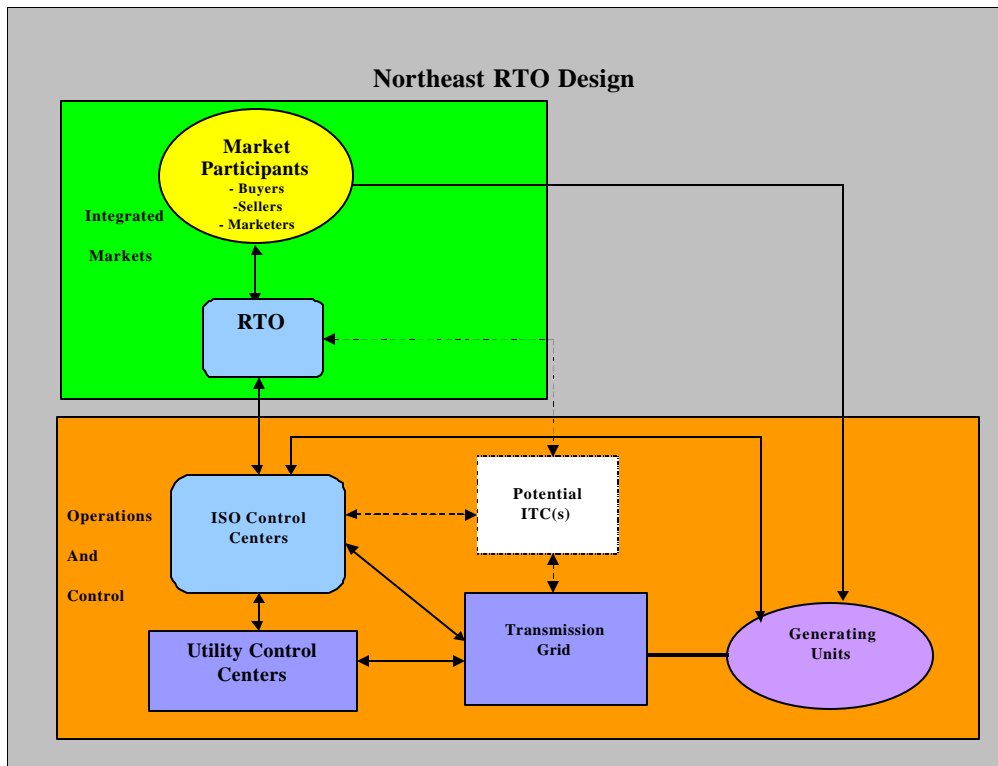 Northeast RTO Design
Market
Participants
- Buyers
-Sellers
- Marketers
Integrated
Markets
RTO
Operations
And
Control
ISO Control
Centers
Potential
ITC(s)
Utility Control
Centers
Transmission
Grid
Generating
Units